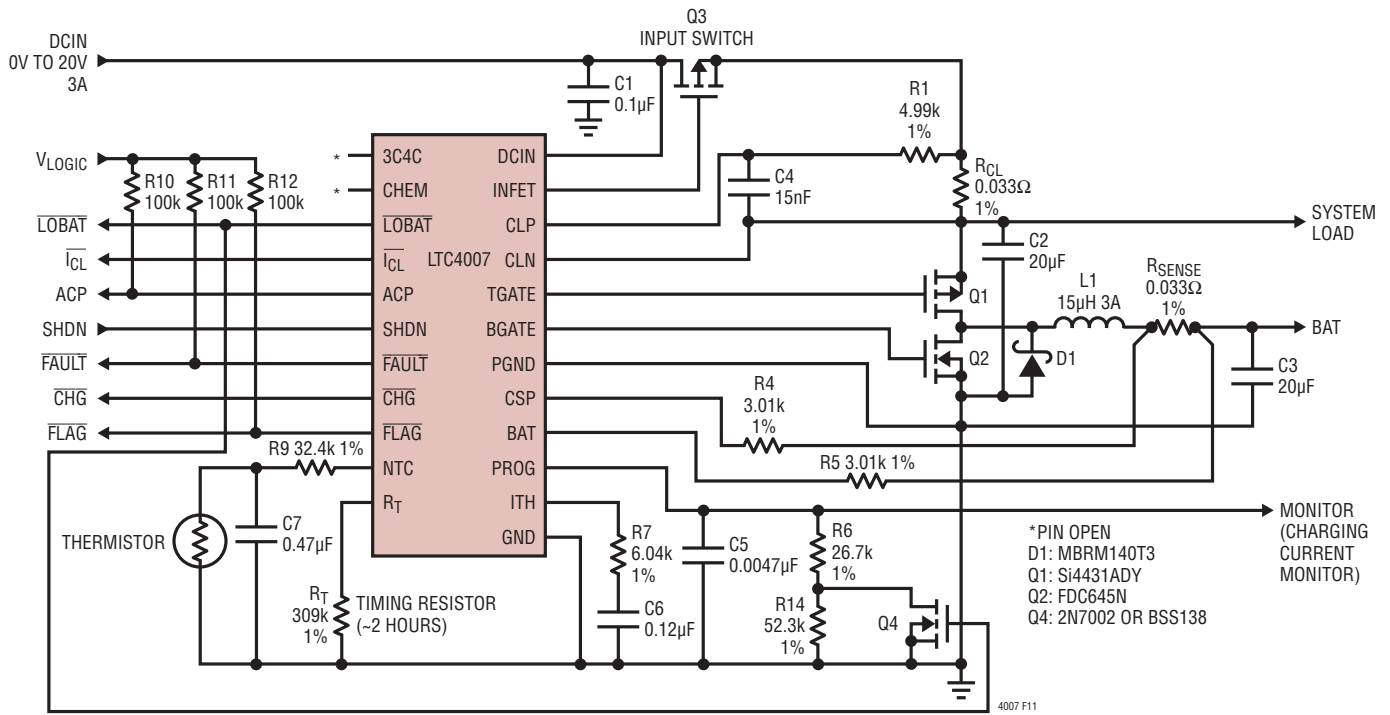 Q3
INPUT SWITCH
DCIN
0V TO 20V
3A
C1
0.1µF
R1
4.99k
1%
VLOGIC
R10
100k
R11
100k
R12
100k
*
3C4C
DCIN
*
CHEM
INFET
C4
15nF
RCL
0.033Ω
1%
LOBAT
LOBAT
CLP
SYSTEM
LOAD
ICL
ICL
LTC4007
CLN
C2
20µF
ACP
ACP
TGATE
Q1
L1
15µH 3A
RSENSE
0.033Ω
1%
SHDN
SHDN
BGATE
BAT
FAULT
FAULT
PGND
Q2
D1
CHG
CHG
CSP
R4
3.01k
1%
C3
20µF
FLAG
FLAG
BAT
R9 32.4k 1%
NTC
PROG
R5 3.01k 1%
RT
ITH
GND
THERMISTOR
C7
0.47µF
R7
6.04k
1%
C5
0.0047µF
R6
26.7k
1%
MONITOR
(CHARGING
CURRENT
MONITOR)
*PIN OPEN
D1: MBRM140T3
Q1: Si4431ADY
Q2: FDC645N
Q4: 2N7002 OR BSS138
RT
309k
1%
TIMING RESISTOR
(~2 HOURS)
C6
0.12µF
R14
52.3k
1%
Q4
4007 F11